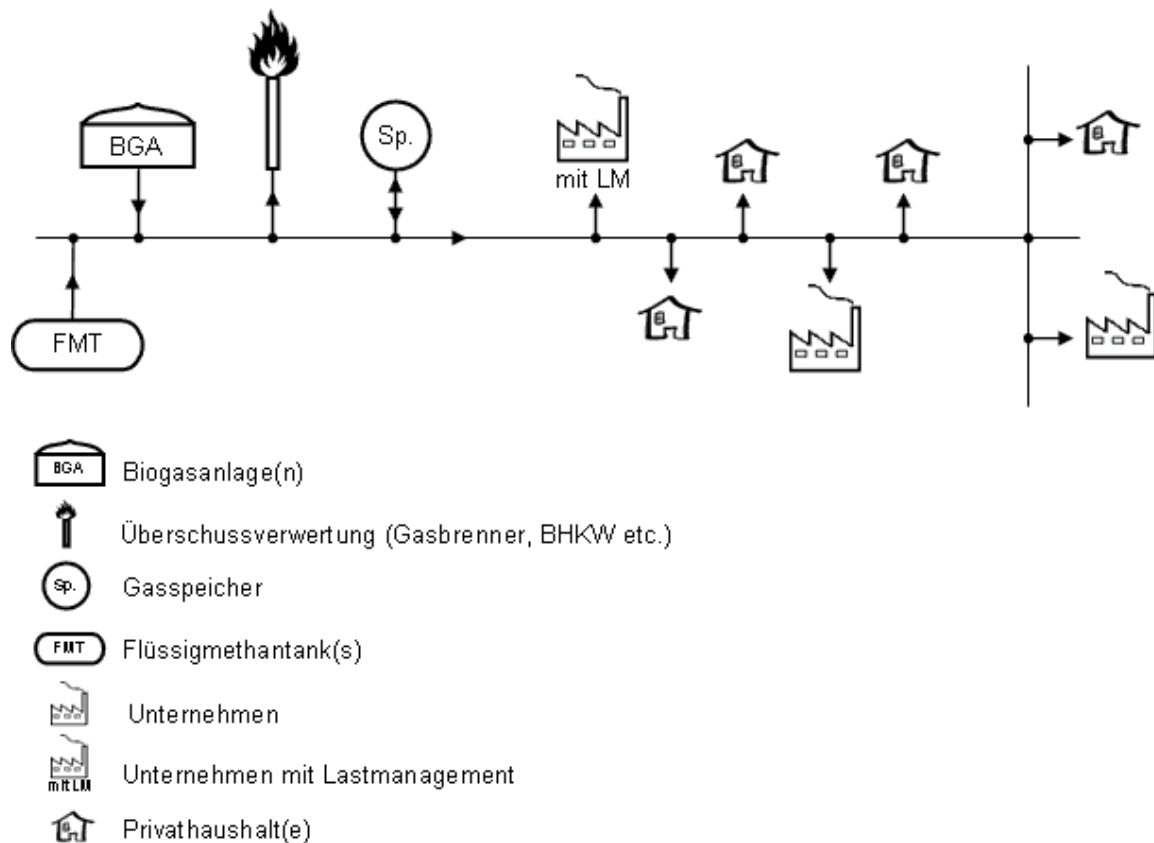 BGA
Sp.
mit LM
FMT
BGA
Biogasanlage(n)
Überschussverwertung (Gasbrenner, BHKW etc.)
Sp.
Gasspeicher
FMT
Flüssigmethantank(s)
Unternehmen
mit LM
Unternehmen mit Lastmanagement
Privathaushalt(e)